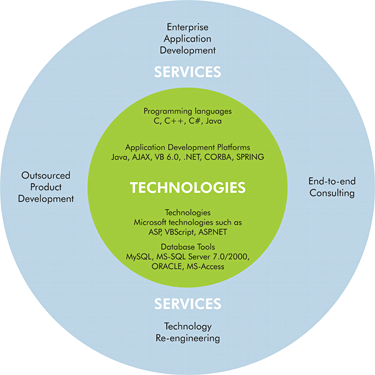 Enterprise
Application
Development
SERVICES
Programming languages
C, C++, C#, Java
Application Development Platforms
Java, AJAX, VB 6.0, .NET, CORBA, SPRING
Outsourced
Product
Development
TECHNOLOGIES
End-to-end
Consulting
Technologies
Microsoft technologies such as
ASP, VBScript, ASP.NET
Database Tools
MySQL, MS-SQL Server 7.0/2000,
ORACLE, MS-Access
SERVICES
Technology
Re-engineering